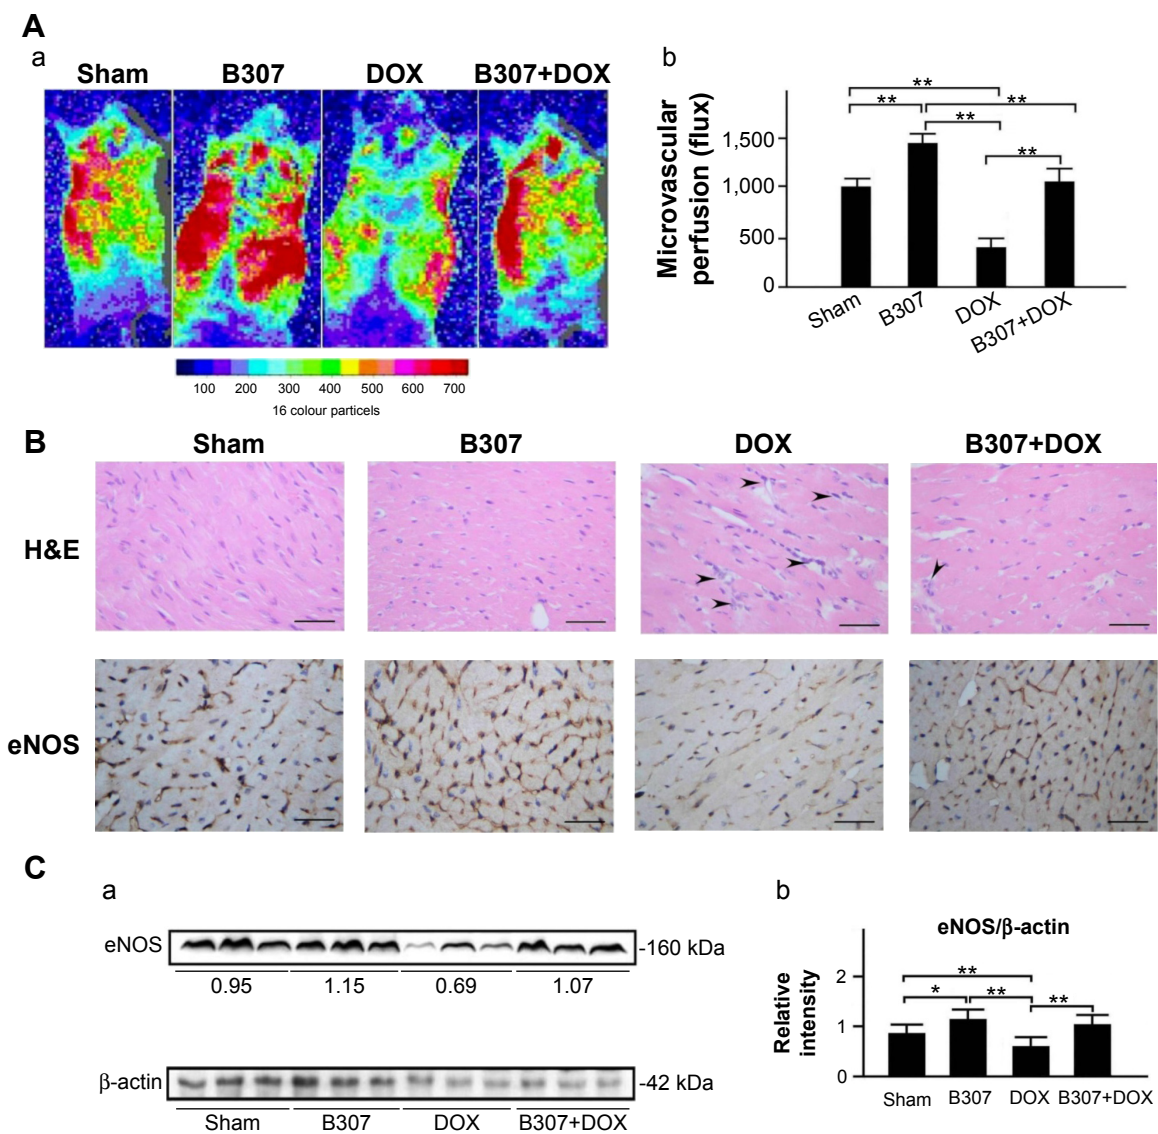 A
a
Sham B307 DOX B307+DOX
100 200 300 400 500 600 700
16 colour particels
b
Microvascular
perfusion (flux)
1,500
1,000
500
0
** 
** **
**
**
Sham B307 DOX B307+DOX
B
Sham B307 DOX B307+DOX
H&E
eNOS
C
a
eNOS -160 kDa
0.95 1.15 0.69 1.07
β-actin -42 kDa
Sham B307 DOX B307+DOX
b
eNOS/β-actin
Relative
intensity
2
1
0
**
* ** **
Sham B307 DOX B307+DOX